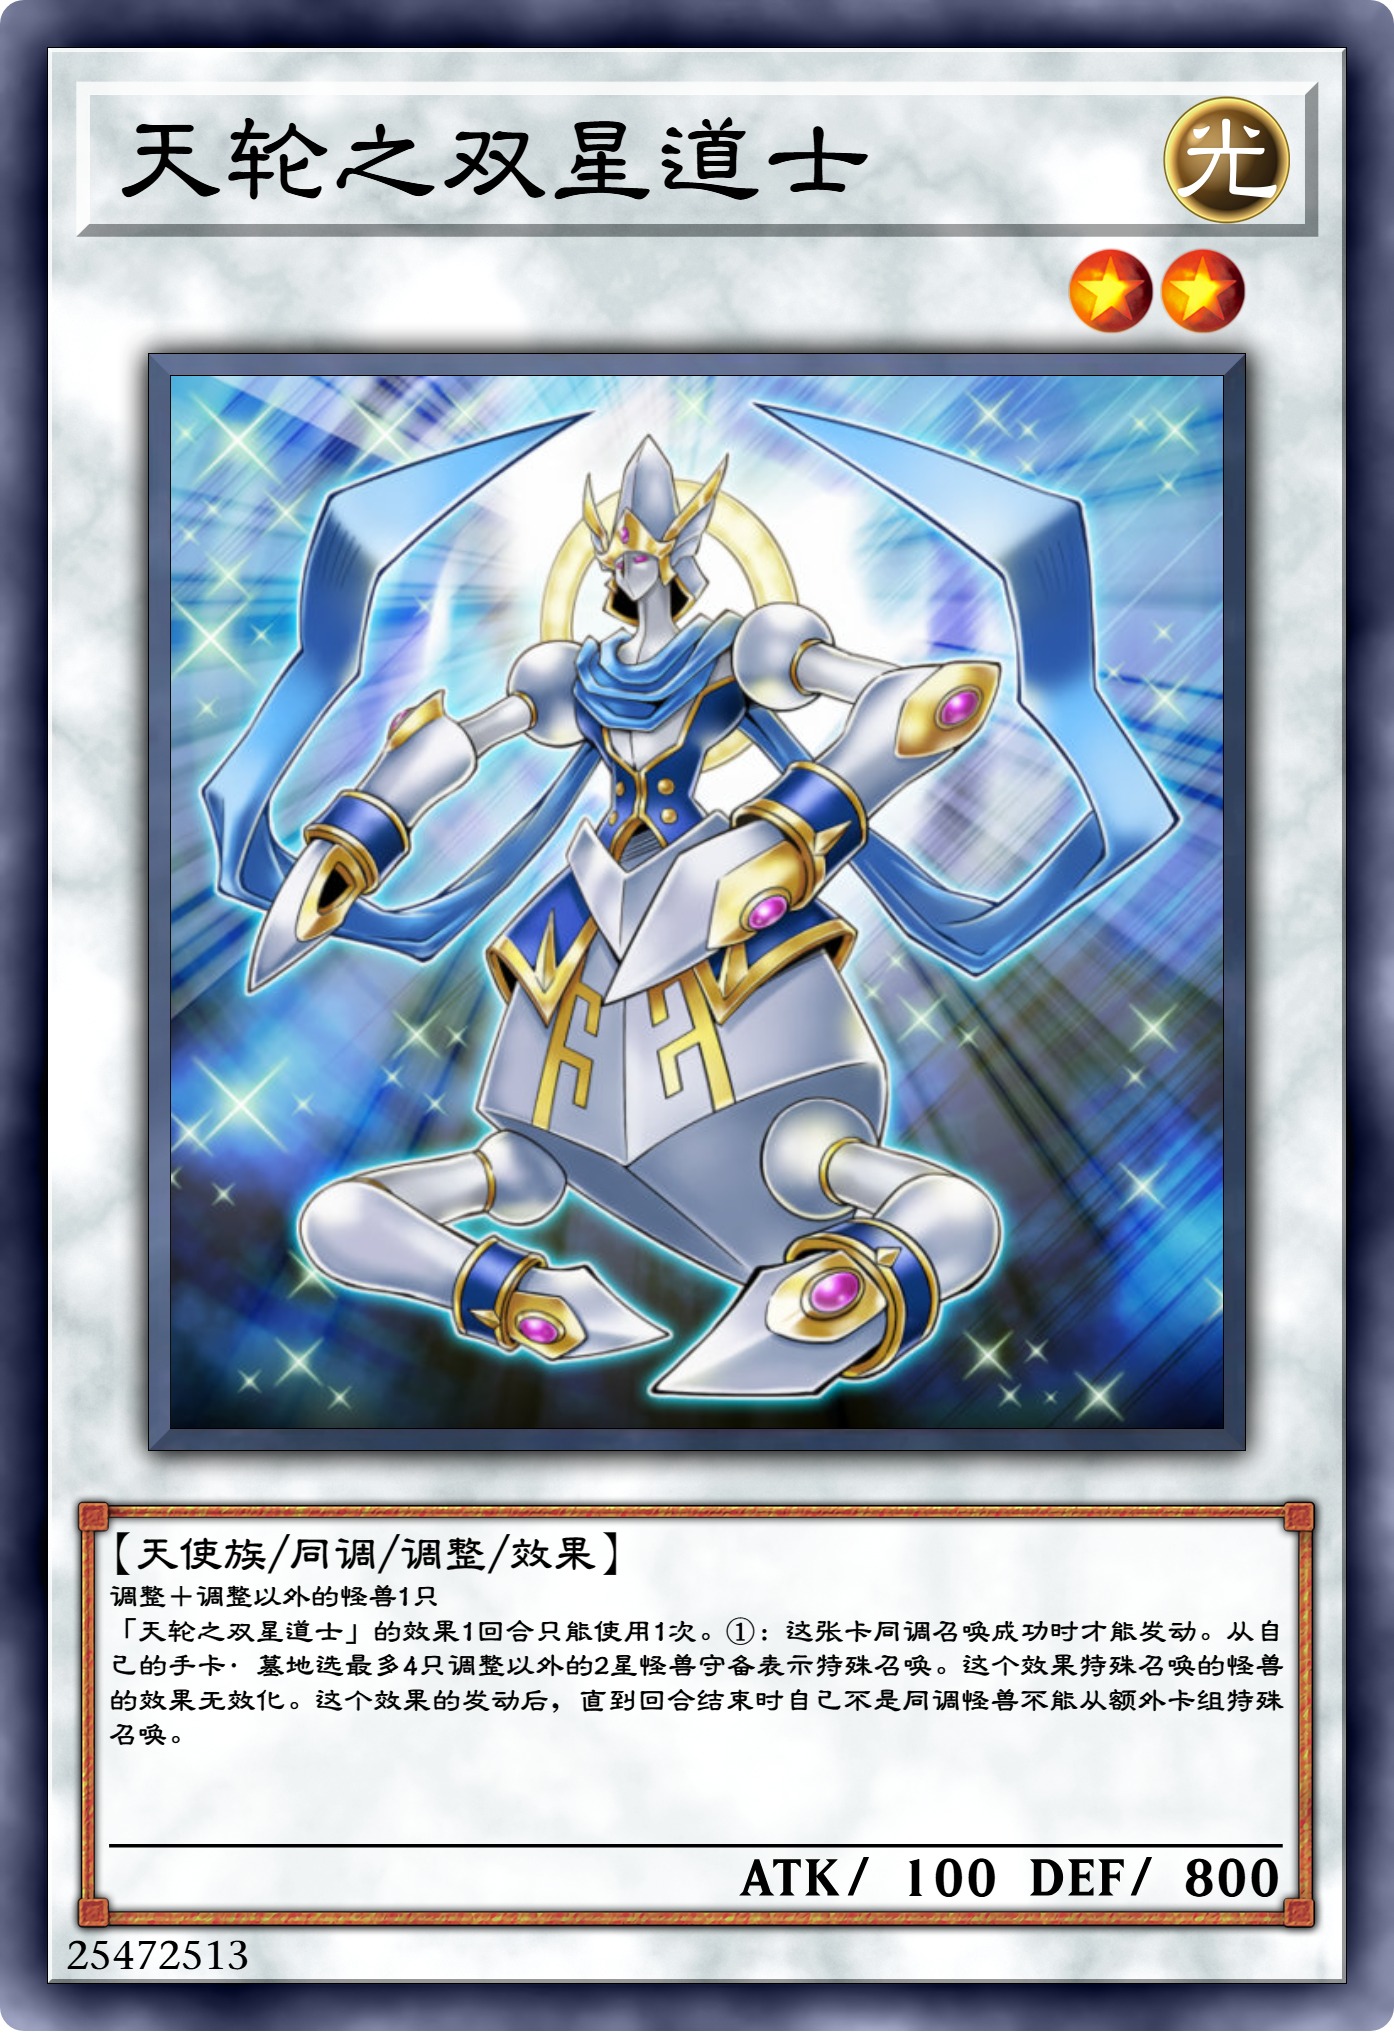 天轮之双星道士
光
【天使族/同调/调整/效果】
调整＋调整以外的怪兽1只
「天轮之双星道士」的效果1回合只能使用1次。①：这张卡同调召唤成功时才能发动。从自
己的手卡·墓地选最多4只调整以外的2星怪兽守备表示特殊召唤。这个效果特殊召唤的怪兽
的效果无效化。这个效果的发动后，直到回合结束时自己不是同调怪兽不能从额外卡组特殊
召唤。
ATK/ 100 DEF/ 800
25472513